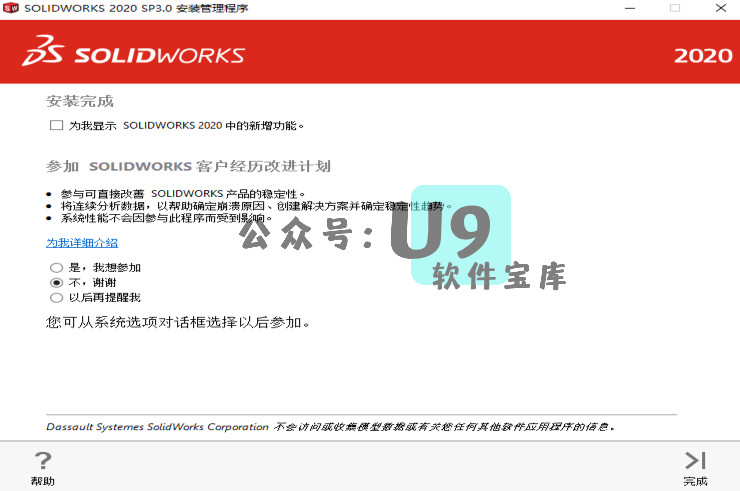 SOLIDWORKS 2020 SP3.0 安装管理程序
SOLIDWORKS
2020
安装完成
为我显示 SOLIDWORKS 2020 中的新增功能。
参加 SOLIDWORKS 客户经历改进计划
• 参与可直接改善 SOLIDWORKS 产品的稳定性。
• 将连续分析数据，以帮助确定崩溃原因、创建解决方案并确定稳定性趋势。
• 系统性能不会因参与此程序而受到影响。
公众号：U9
软件宝库
为我详细介绍
是，我想参加
不，谢谢
以后再提醒我
您可从系统选项对话框选择以后参加。
Dassault Systemes SolidWorks Corporation 不会访问或收集模型数据或有关您任何其他软件应用程序的信息。
?
帮助
完成